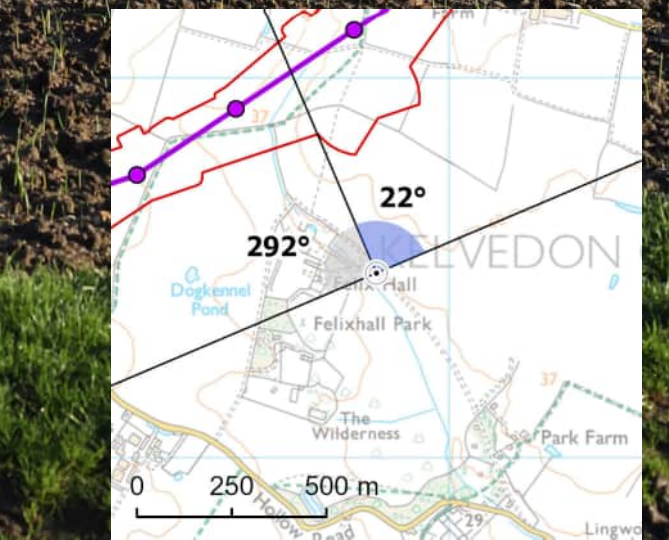 Farm
37
22°
292°
KELVEDON
Felix Hall
Dogkennel
Pond
Felixhall Park
37
The
Wilderness
Park Farm
0 250 500 m
Hollow Road
29
Lingwo